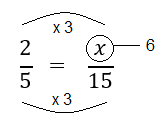 x 3
2/5 = x/15
6
x 3